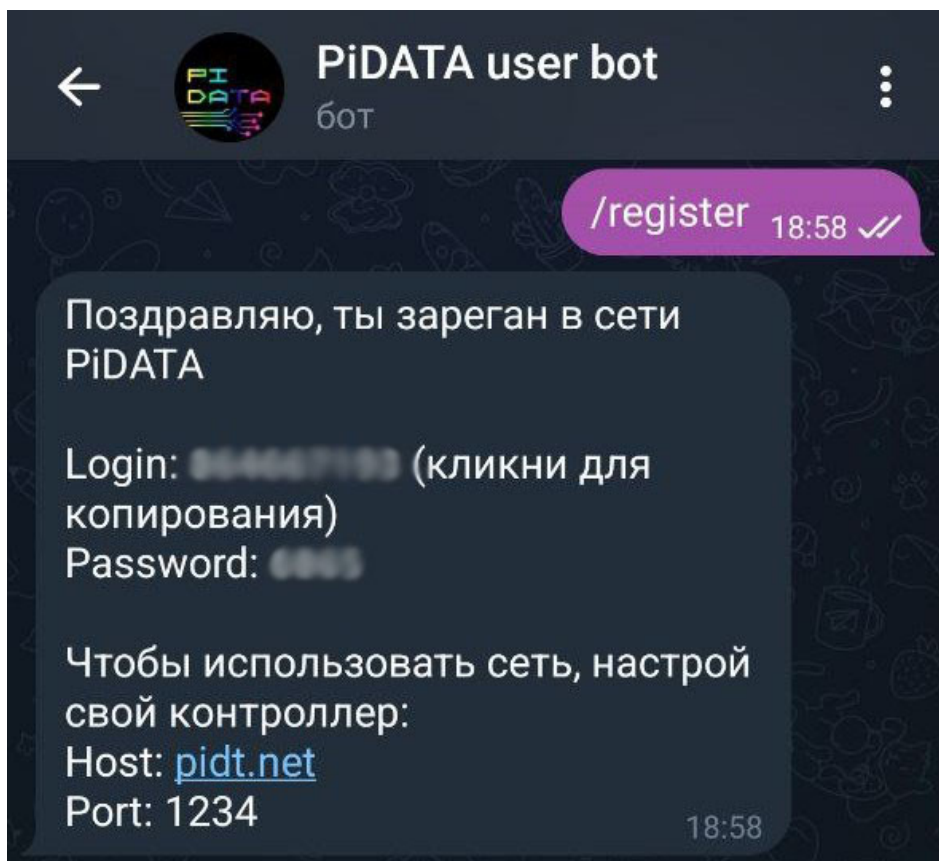 PiDATA user bot
бот
PI
DATA
/register 18:58
Поздравляю, ты зареган в сети
PiDATA
Login: (кликни для
копирования)
Password:
Чтобы использовать сеть, настрой
свой контроллер:
Host: pidt.net
Port: 1234
18:58